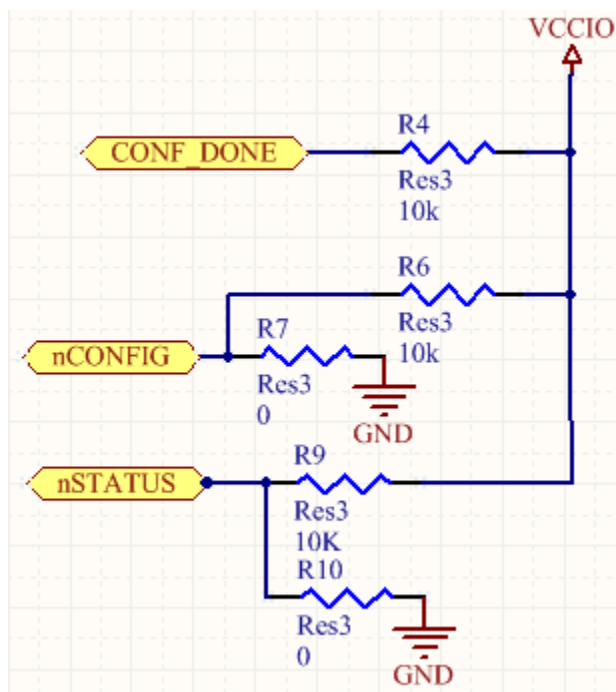 VCCIO
CONF_DONE
R4
Res3
10k
R6
Res3
10k
nCONFIG
R7
Res3
0
GND
nSTATUS
R9
Res3
10K
R10
Res3
0
GND